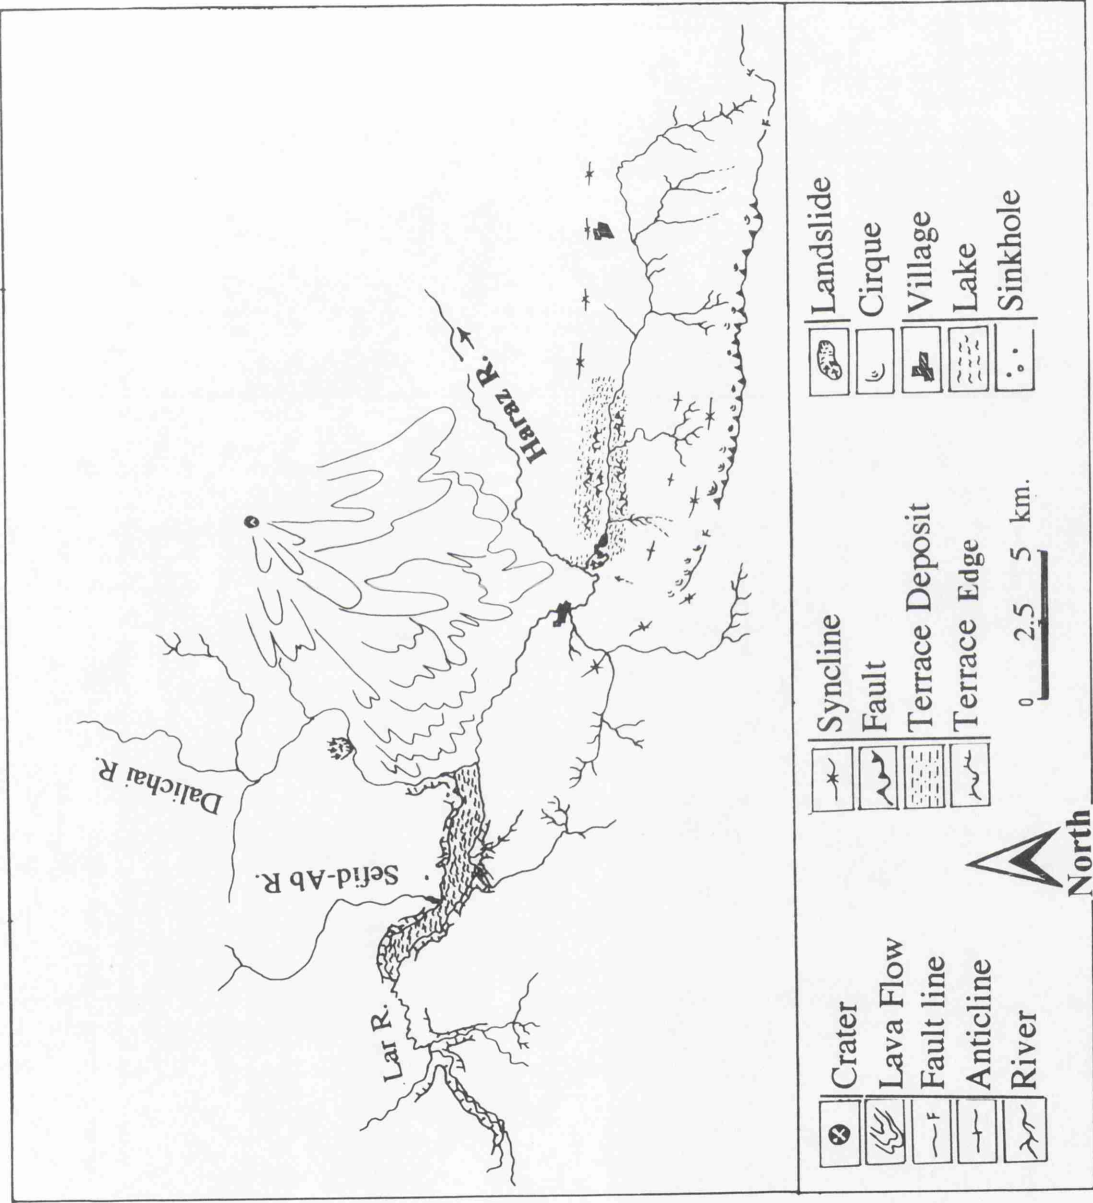 Dalichai R.
Sefid-Ab R.
Lar R.
Haraz R.
F
F
Crater
Lava Flow
F
Fault line
Anticline
River
Syncline
Fault
Terrace Deposit
Terrace Edge
0 2.5 5 km.
Landslide
Cirque
Village
Lake
Sinkhole
North